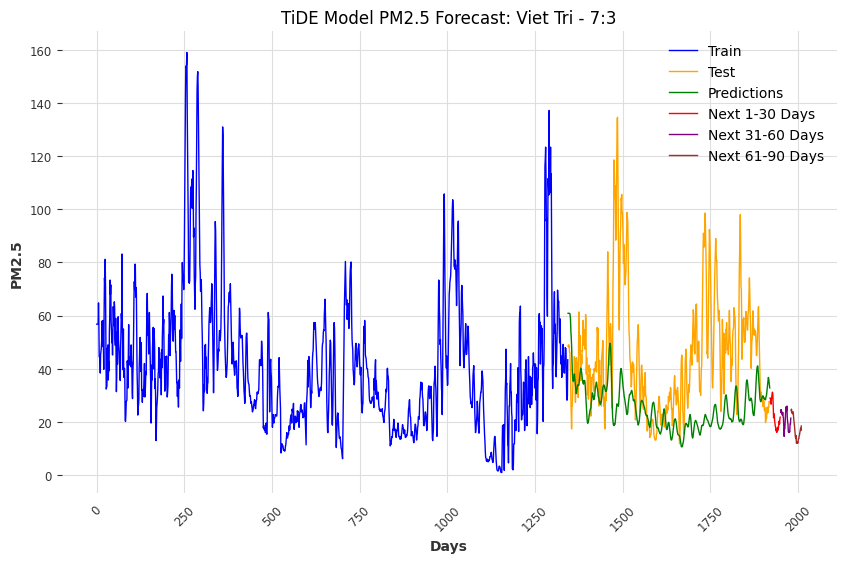 TiDE Model PM2.5 Forecast: Viet Tri - 7:3
Train
Test
Predictions
Next 1-30 Days
Next 31-60 Days
Next 61-90 Days
PM2.5
160
140
120
100
80
60
40
20
0
0
250
500
750
1000
1250
1500
1750
2000
Days